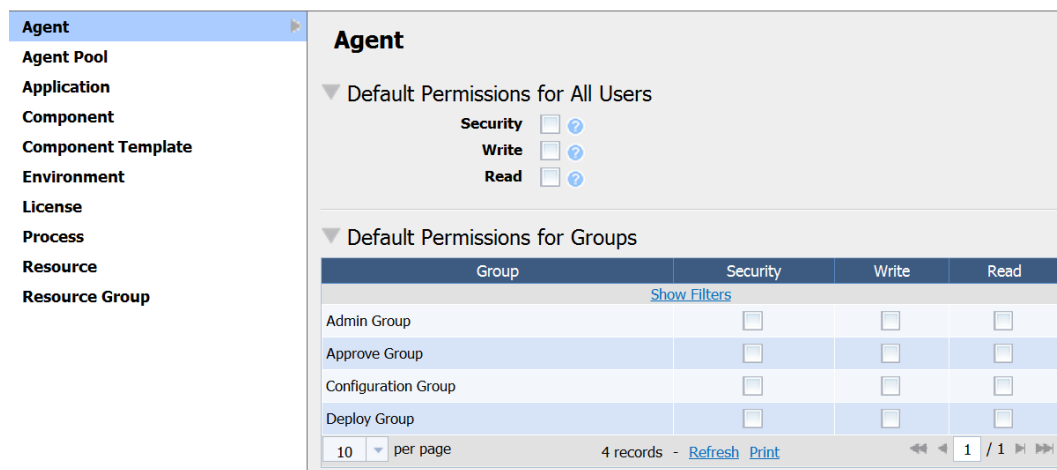 Agent
Agent Pool
Application
Component
Component Template
Environment
License
Process
Resource
Resource Group
Agent
Default Permissions for All Users
Security ?
Write ?
Read ?
Default Permissions for Groups
Group Security Write Read
Show Filters
Admin Group
Approve Group
Configuration Group
Deploy Group
10 per page 4 records - Refresh Print 1 / 1